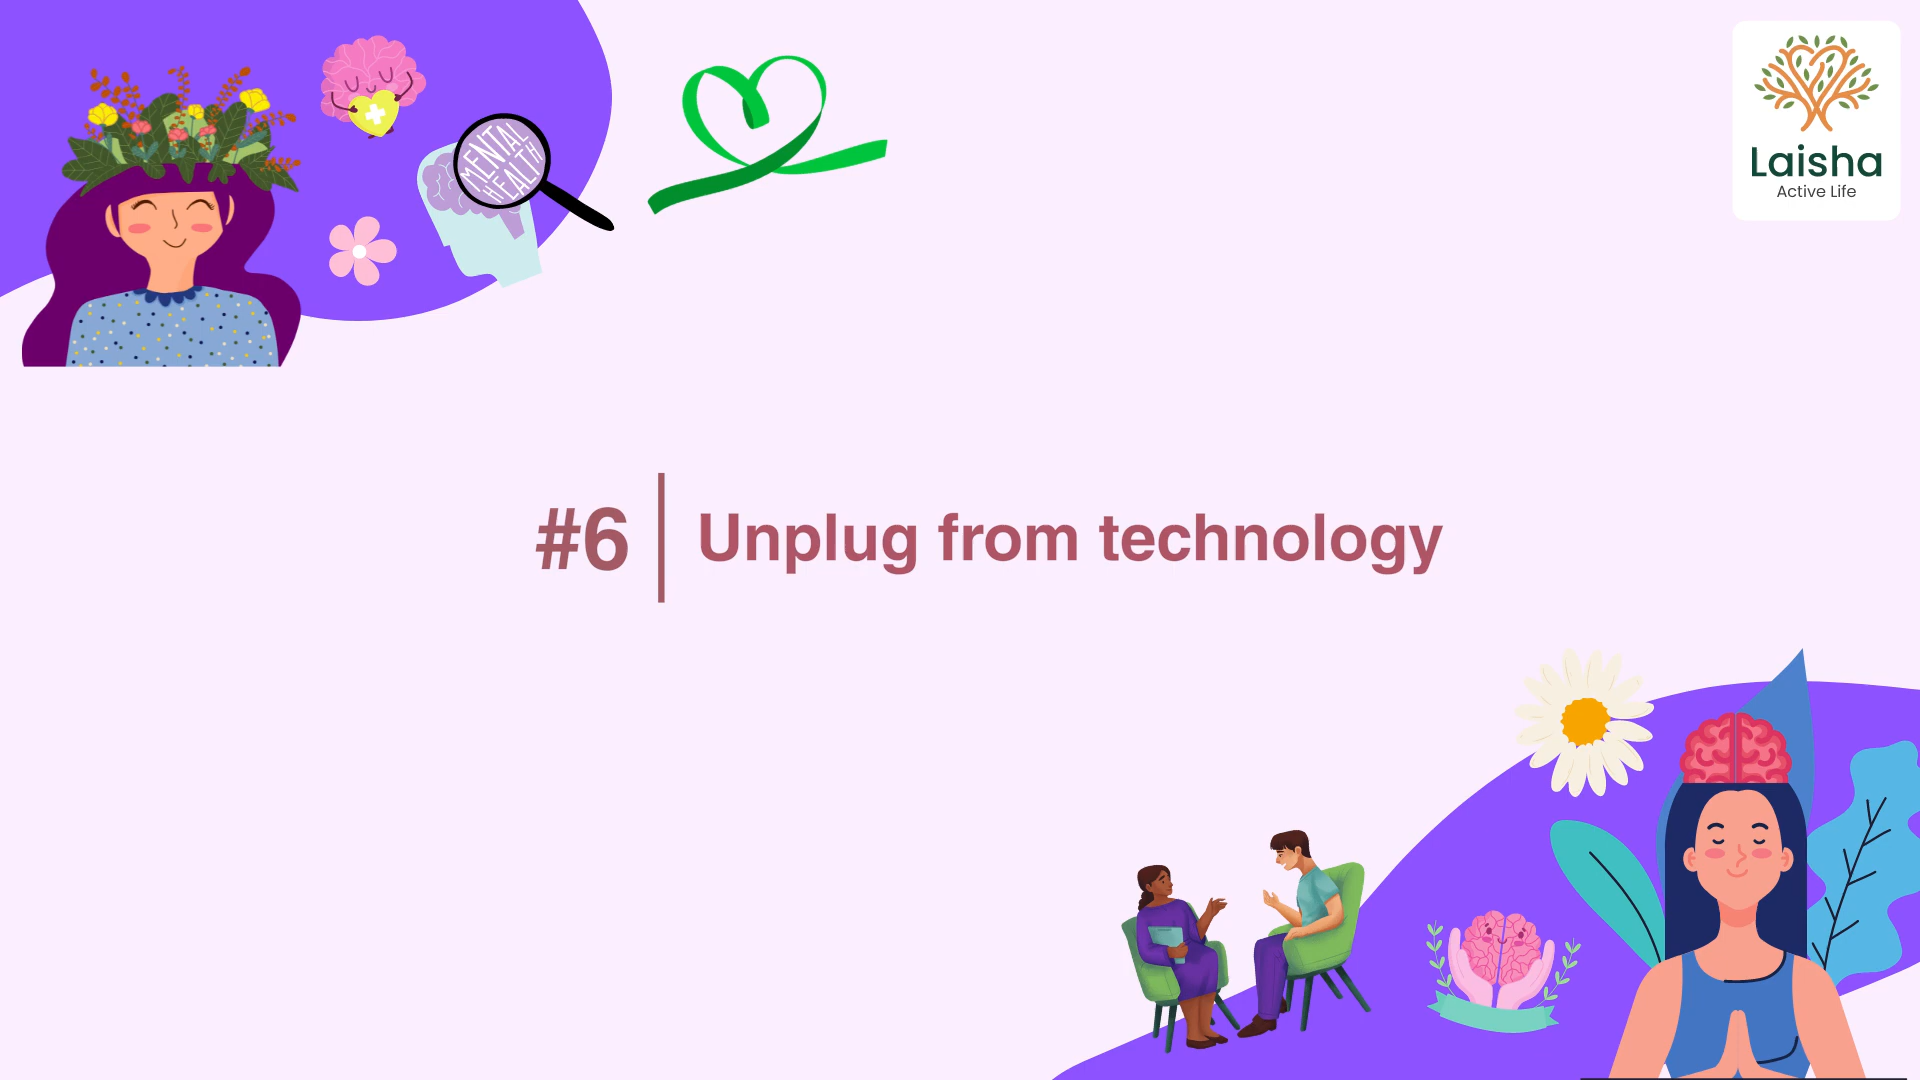 MENTAL
HEALTH
Laisha
Active Life
#6
Unplug from technology